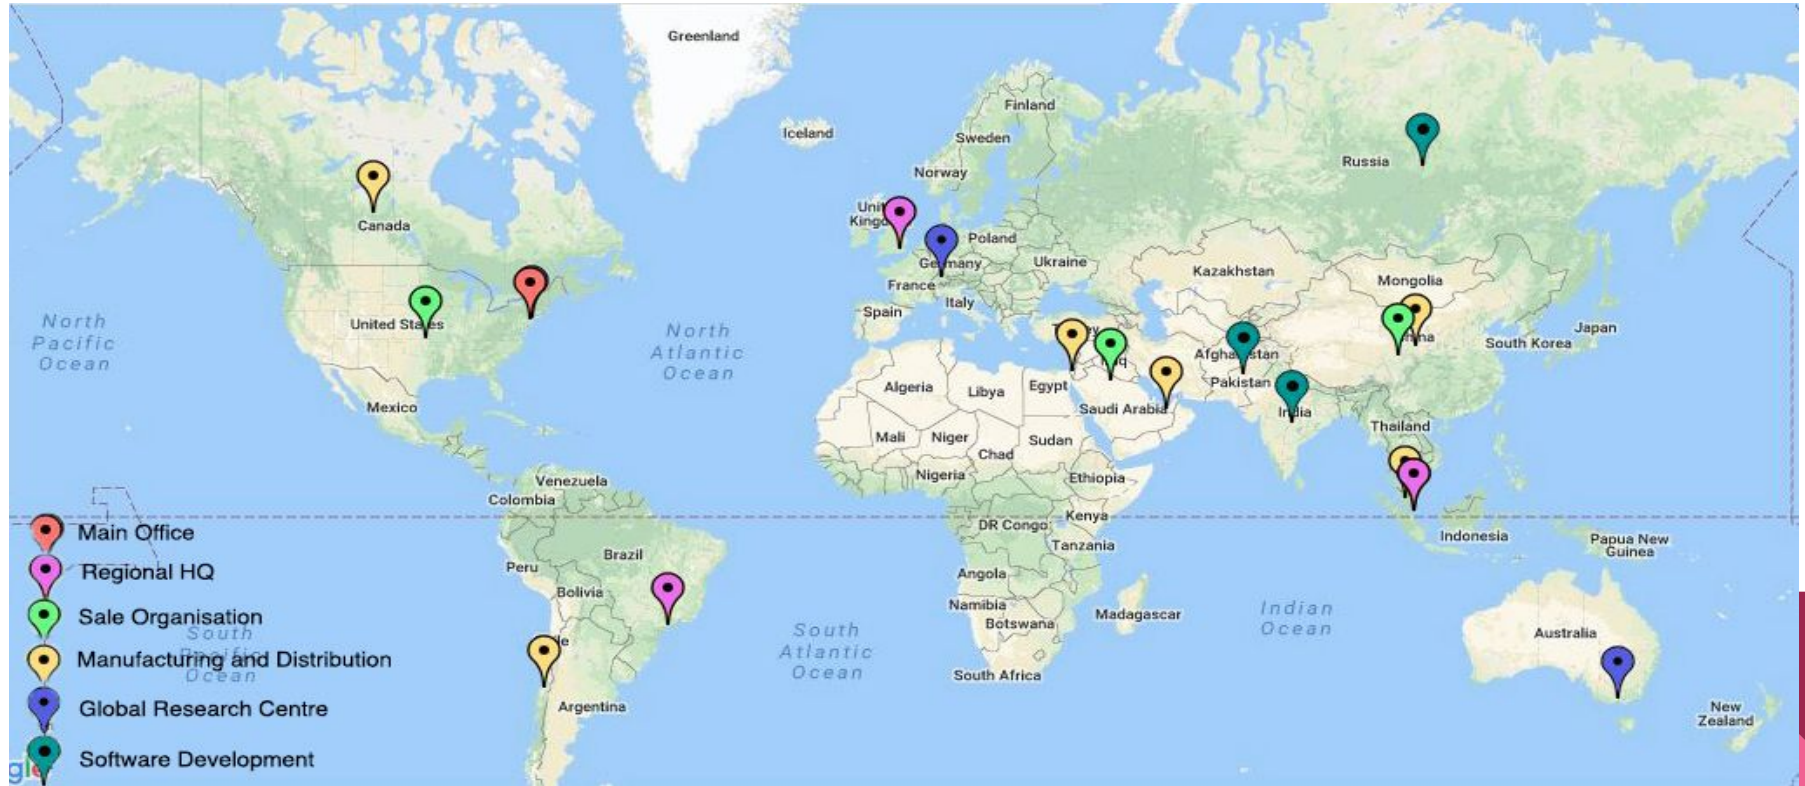 Greenland
Iceland
Finland
Sweden
Norway
Russia
Canada
Poland
Germany
Ukraine
France
Kazakhstan
Mongolia
Italy
Spain
North
Pacific
Ocean
United States
North
Atlantic
Ocean
Japan
South Korea
Afghanistan
Pakistan
Algeria
Libya
Egypt
Saudi Arabia
India
Mexico
Thailand
Mali
Niger
Chad
Sudan
Nigeria
Ethiopia
Venezuela
Colombia
DR Congo
Kenya
Tanzania
Indonesia
Papua New
Guinea
Brazil
Peru
Bolivia
Angola
Namibia
Botswana
Madagascar
Indian
Ocean
South
Atlantic
Ocean
Australia
South Africa
Argentina
New
Zealand
Main Office
Regional HQ
Sale Organisation
South
Pacific
Manufacturing and Distribution
Ocean
Global Research Centre
Software Development